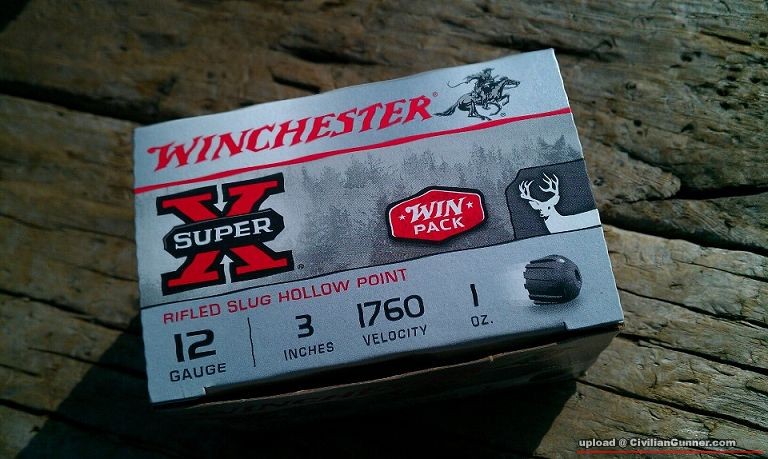 WINCHESTER®
X
SUPER
®
WIN
PACK
RIFLED SLUG HOLLOW POINT
12
GAUGE
3
INCHES
1760
VELOCITY
1
OZ.
upload @ CivilianGunner.com